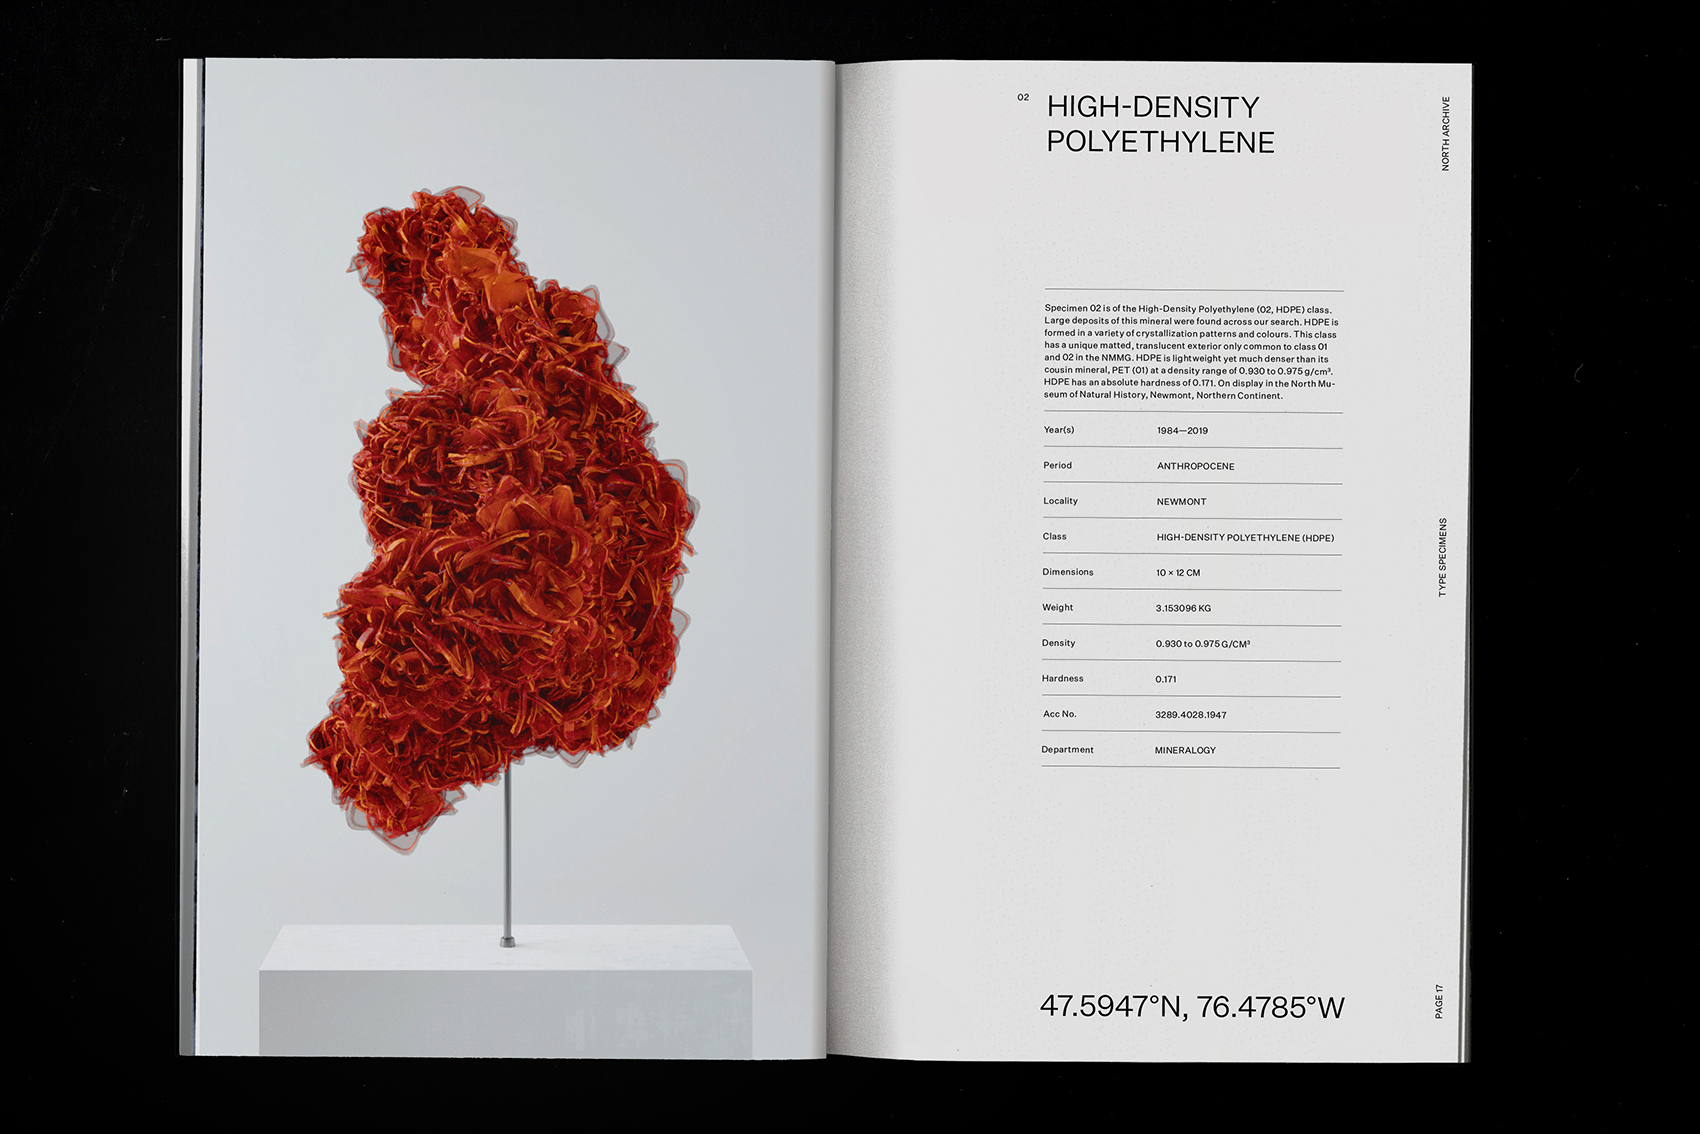 02
HIGH-DENSITY
POLYETHYLENE
NORTH ARCHIVE
Specimen 02 is of the High-Density Polyethylene (02, HDPE) class.
Large deposits of this mineral were found across our search. HDPE is
formed in a variety of crystallization patterns and colours. This class
has a unique matted, translucent exterior only common to class 01
and 02 in the NMMG. HDPE is lightweight yet much denser than its
cousin mineral, PET (01) at a density range of 0.930 to 0.975 g/cm³.
HDPE has an absolute hardness of 0.171. On display in the North Mu-
seum of Natural History, Newmont, Northern Continent.
Year(s) 1984—2019
Period ANTHROPOCENE
Locality NEWMONT
Class HIGH-DENSITY POLYETHYLENE (HDPE)
Dimensions 10 × 12 CM
Weight 3.153096 KG
Density 0.930 to 0.975 G/CM³
Hardness 0.171
Acc No. 3289.4028.1947
Department MINERALOGY
TYPE SPECIMENS
47.5947°N, 76.4785°W
PAGE 17